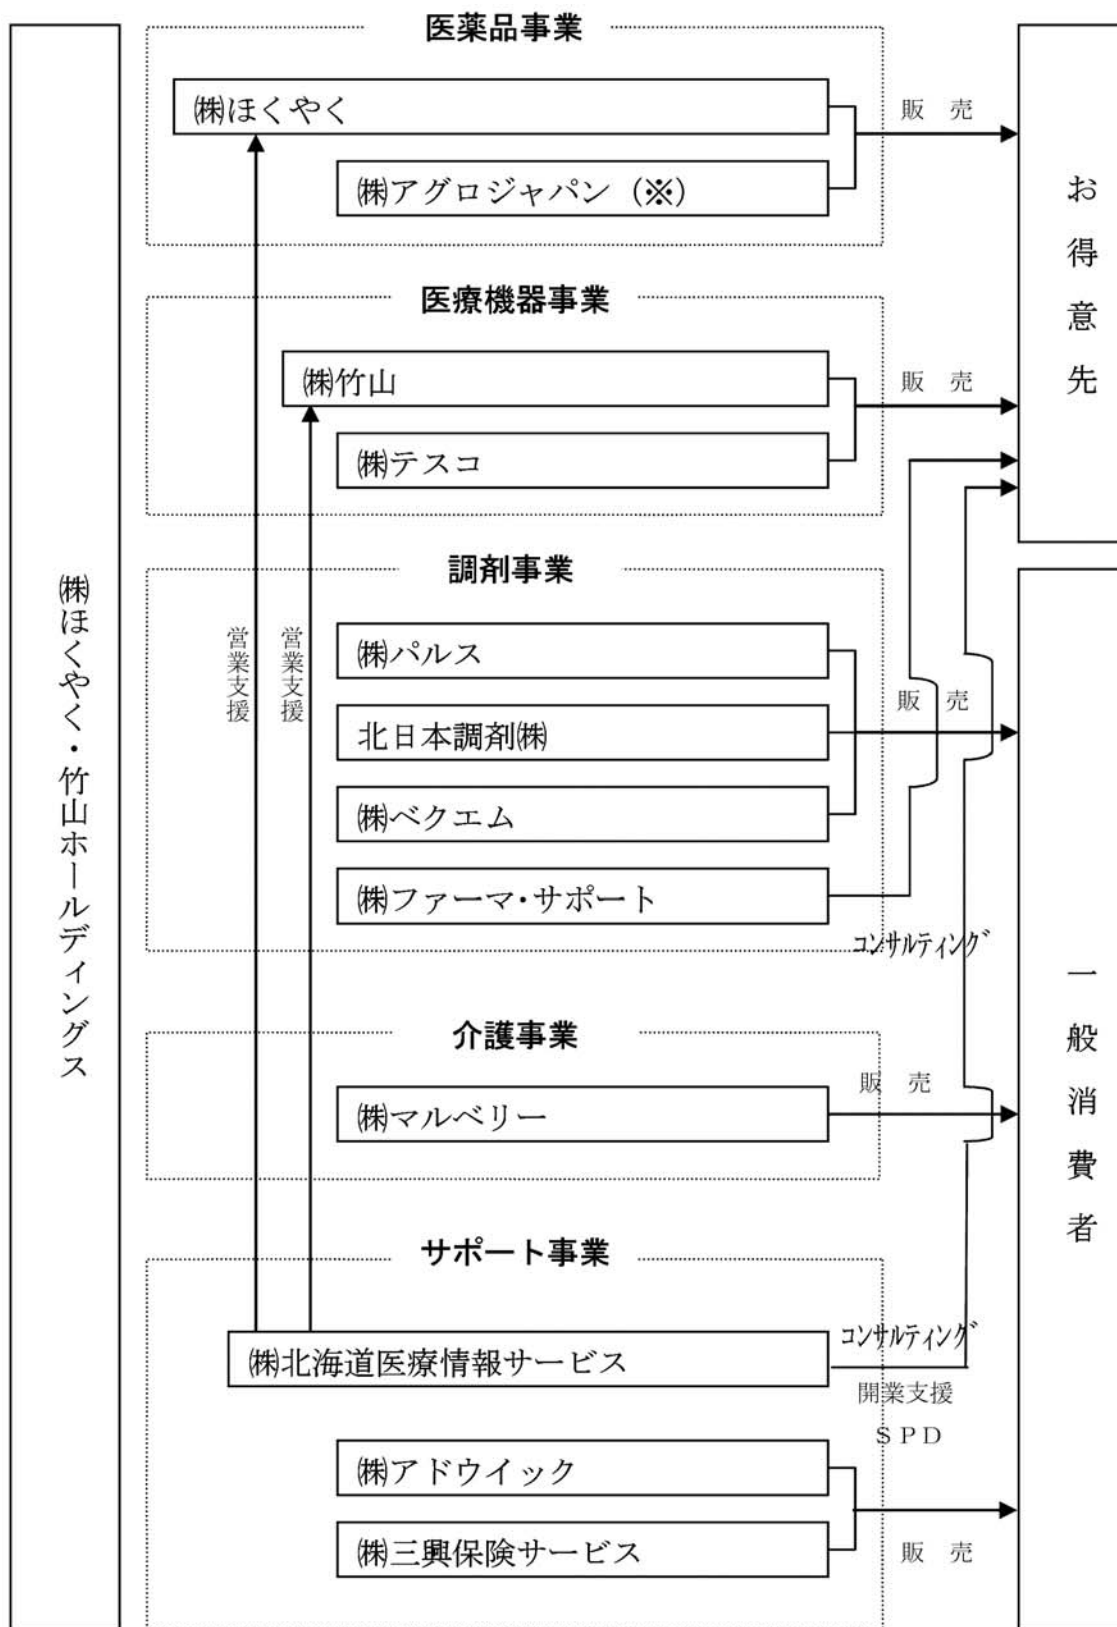 ㈱ほくやく・竹山ホールディングス
医薬品事業
㈱ほくやく
㈱アグロジャパン（※）
販　売
お得意先
医療機器事業
㈱竹山
㈱テスコ
販　売
調剤事業
㈱パルス
北日本調剤㈱
㈱ベクエム
㈱ファーマ・サポート
販　売
コンサルティング
営業支援
営業支援
一般消費者
介護事業
㈱マルベリー
販　売
サポート事業
㈱北海道医療情報サービス
コンサルティング
開業支援
ＳＰＤ
㈱アドウイック
㈱三興保険サービス
販　売